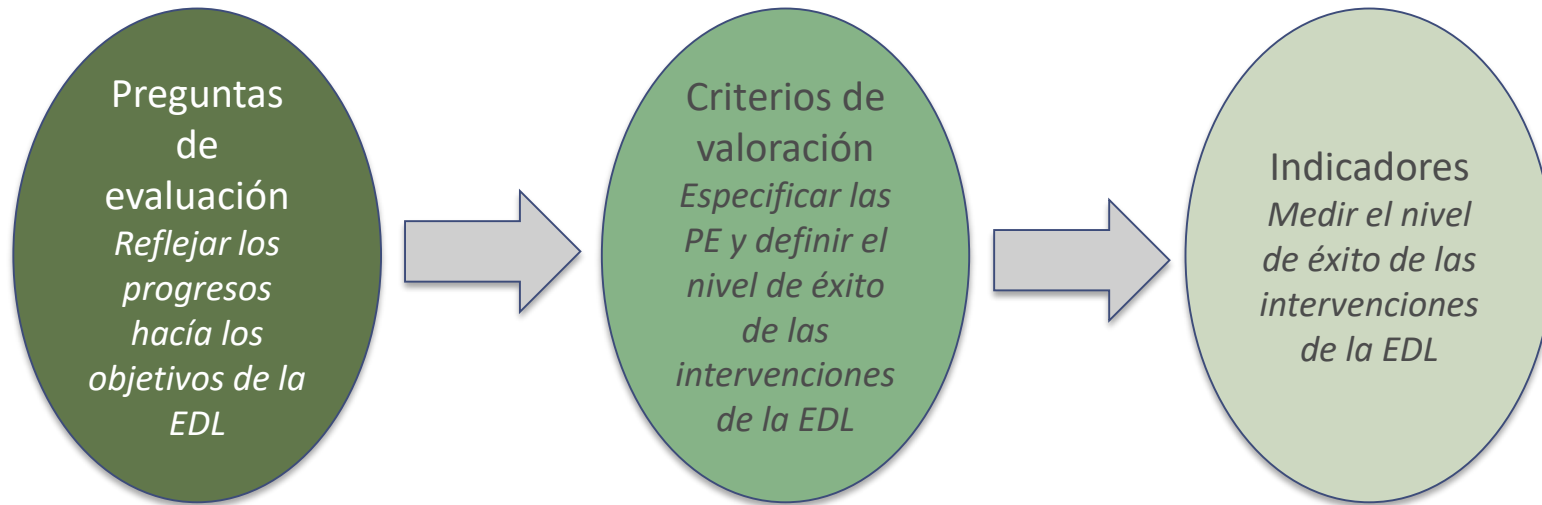 Preguntas
de
evaluación
Reflejar los
progresos
hacía los
objetivos de la
EDL
Criterios de
valoración
Especificar las
PE y definir el
nivel de éxito
de las
intervenciones
de la EDL
Indicadores
Medir el nivel
de éxito de las
intervenciones
de la EDL